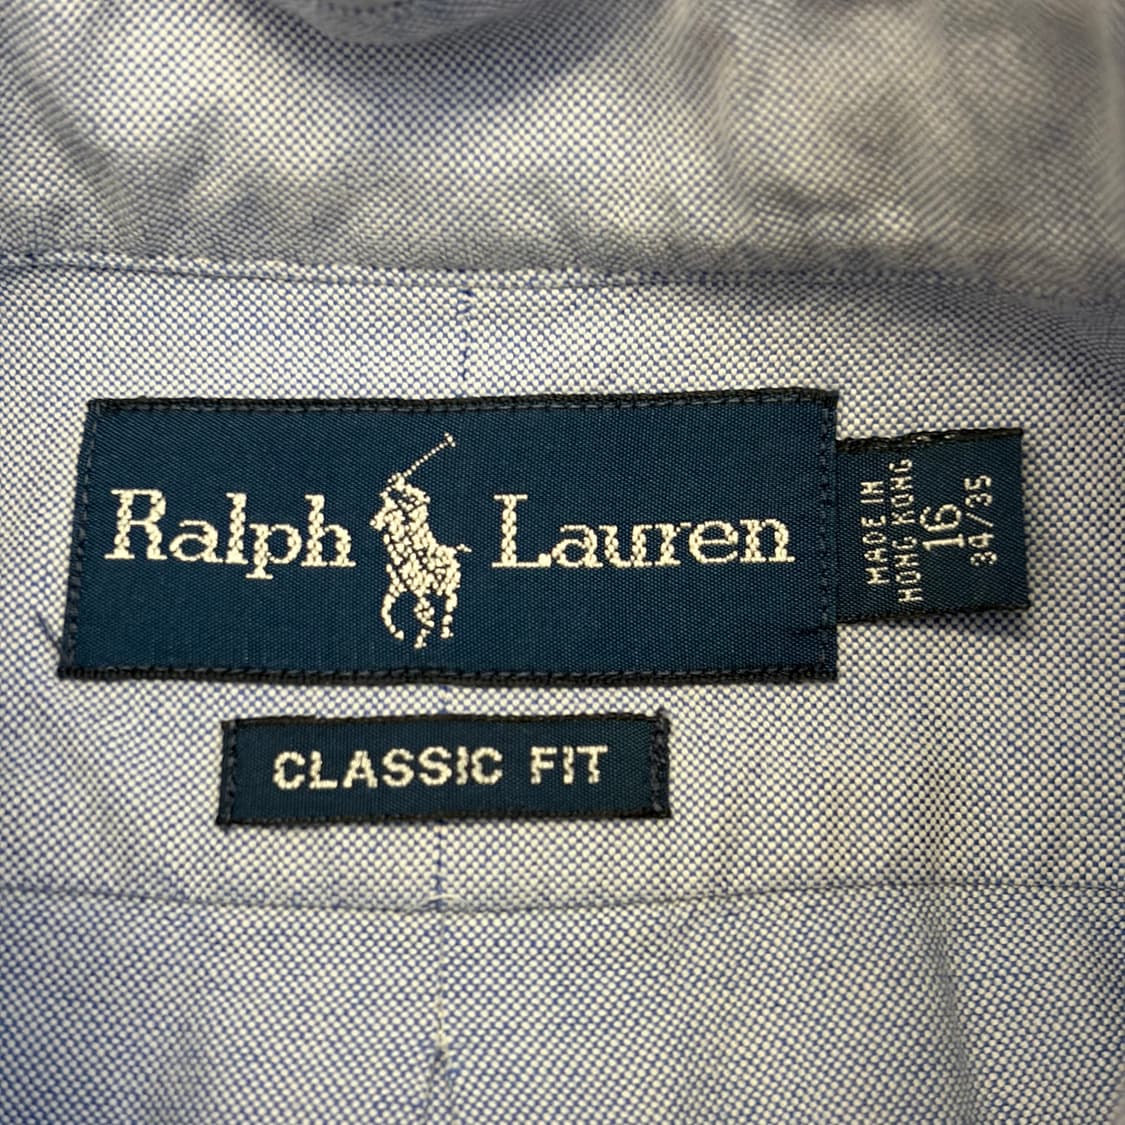 Ralph Lauren
CLASSIC FIT
MADE IN
HONG KONG
16
34/35